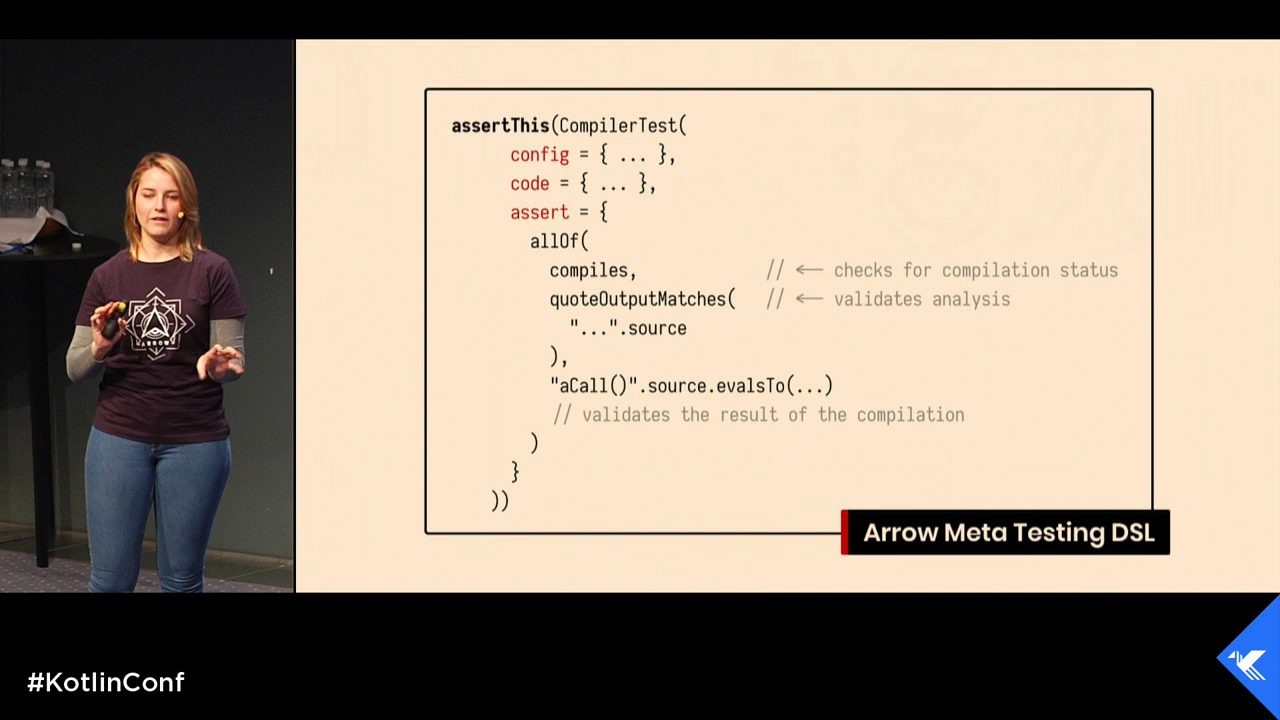 assertThis(CompilerTest(
config = { ... },
code = { ... },
assert = {
allOf(
compiles, // ⟵ checks for compilation status
quoteOutputMatches( // ⟵ validates analysis
"...".source
),
"aCall()".source.evalsTo(...)
// validates the result of the compilation
)
}
))
Arrow Meta Testing DSL
ARROW
#KotlinConf